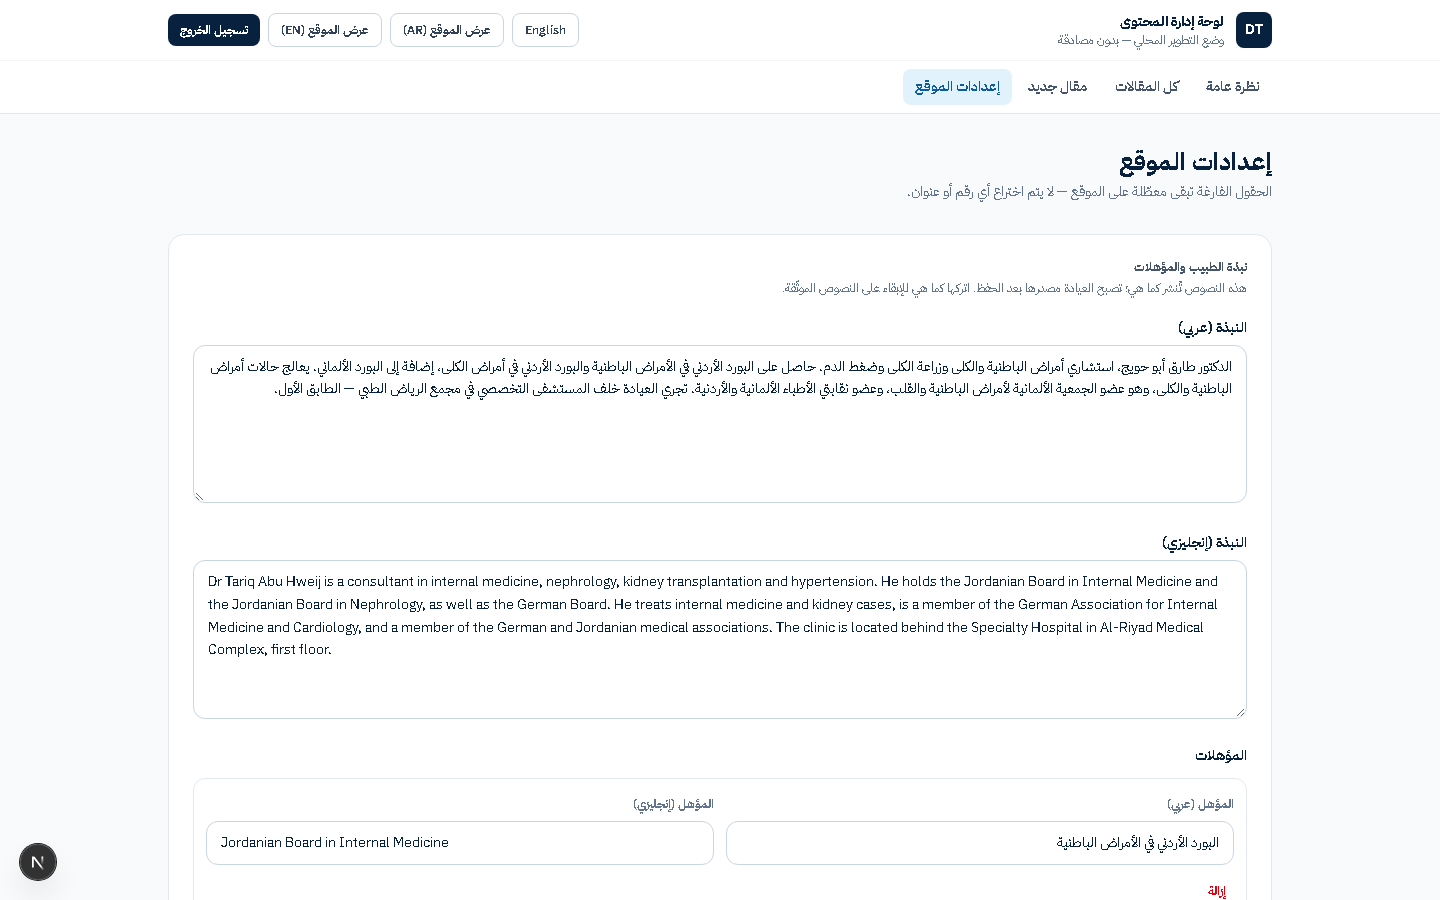 DT
لوحة إدارة المحتوى
وضع التطوير المحلي — بدون مصادقة
English
عرض الموقع (AR)
عرض الموقع (EN)
تسجيل الخروج
نظرة عامة
كل المقالات
مقال جديد
إعدادات الموقع
إعدادات الموقع
الحقول الفارغة تبقى معطّلة على الموقع — لا يتم اختراع أي رقم أو عنوان.
نبذة الطبيب والمؤهلات
هذه النصوص تُنشر كما هي؛ تصبح العيادة مصدرها بعد الحفظ. اتركها كما هي للإبقاء على النصوص الموثّقة.
النبذة (عربي)
الدكتور طارق أبو حويج، استشاري أمراض الباطنية والكلى وزراعة الكلى وضغط الدم. حاصل على البورد الأردني في الأمراض الباطنية والبورد الأردني في أمراض الكلى، إضافة إلى البورد الألماني. يعالج حالات أمراض
الباطنية والكلى، وهو عضو الجمعية الألمانية لأمراض الباطنية والقلب، وعضو نقابتي الأطباء الألمانية والأردنية. تجري العيادة خلف المستشفى التخصصي في مجمع الرياض الطبي — الطابق الأول.
النبذة (إنجليزي)
Dr Tariq Abu Hweij is a consultant in internal medicine, nephrology, kidney transplantation and hypertension. He holds the Jordanian Board in Internal Medicine and
the Jordanian Board in Nephrology, as well as the German Board. He treats internal medicine and kidney cases, is a member of the German Association for Internal
Medicine and Cardiology, and a member of the German and Jordanian medical associations. The clinic is located behind the Specialty Hospital in Al-Riyad Medical
Complex, first floor.
المؤهلات
المؤهل (عربي)
المؤهل (إنجليزي)
البورد الأردني في الأمراض الباطنية
Jordanian Board in Internal Medicine
إزالة
N